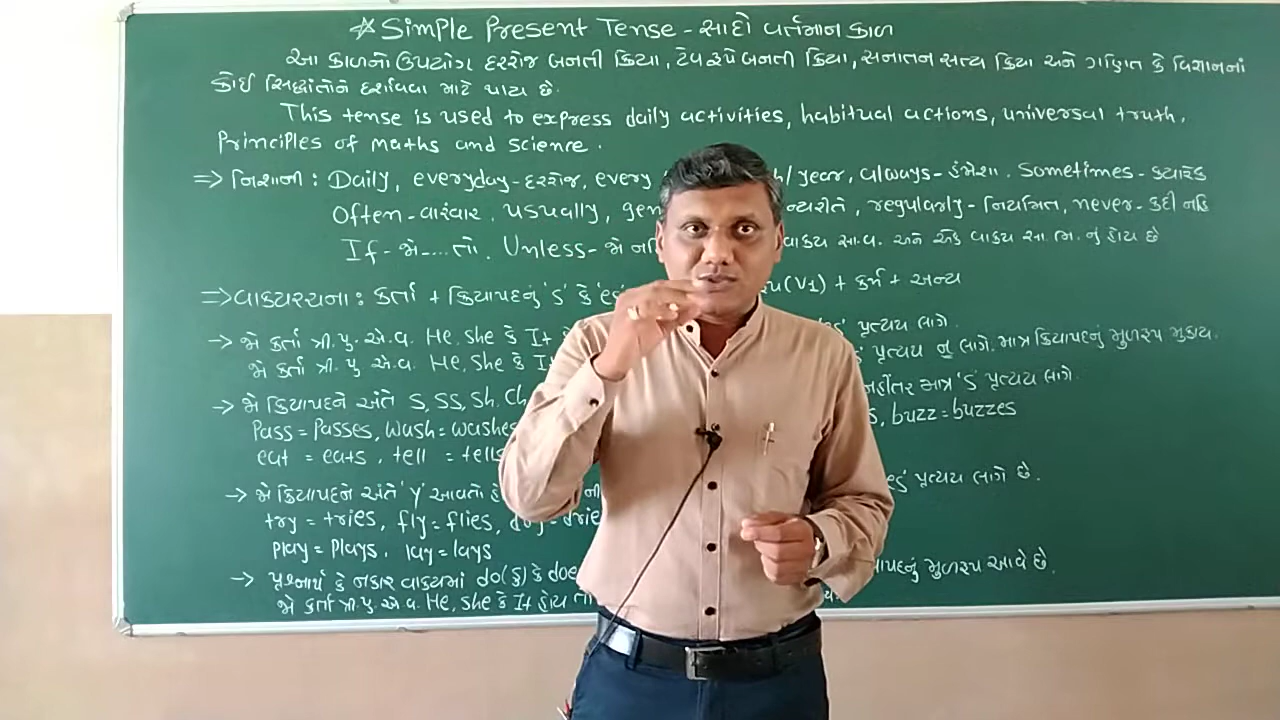 ☆ Simple Present Tense - સાદો વર્તમાન કાળ
આ કાળનો ઉપયોગ દરરોજ બનતી ક્રિયા, ટેવરૂપે બનતી ક્રિયા, સનાતન સત્ય ક્રિયા અને ગણિત કે વિજ્ઞાનનાં
કોઈ સિદ્ધાંતોને દર્શાવવા માટે થાય છે.
This tense is used to express daily activities, habitual actions, universal truth,
Principles of maths and science.
⇒ નિશાની : Daily, everyday - દરરોજ, every /year, always - હંમેશા. Sometimes - ક્યારેક
Often - વારંવાર, usually, gen ન્યરીતે, regularly - નિયમિત, never - કદી નહિ
If - જો....તો. Unless - જો નહિ વાક્ય સા.વ. અને એક વાક્ય સા.ભ. નું હોય છે
⇒ વાક્યરચના : કર્તા + ક્રિયાપદનું 'S' કે 'es' (V1) + કર્મ + અન્ય
→ જો કર્તા ત્રી.પુ.એ.વ. He, She કે It પ્રત્યય લાગે.
જો કર્તા ત્રી.પુ.એ.વ. He, She કે It પ્રત્યય નું લાગે. માત્ર ક્રિયાપદનું મુળરૂપ મુકાય.
→ જો ક્રિયાપદને અંતે S, SS, Sh, Ch નહીંતર માત્ર 'S' પ્રત્યય લાગે.
Pass = Passes, wash = washes buzz = buzzes
eat = eats, tell = tells
→ જો ક્રિયાપદને અંતે 'Y' આવતો પ્રત્યય લાગે છે.
try = tries, fly = flies,
Play = Plays, lay = lays
→ પ્રશ્નાર્થ કે નકાર વાક્યમાં do(ડુ) કે doe મુળરૂપ આવે છે.
જો કર્તા ત્રી.પુ.એ.વ. He, She કે It હોય તો